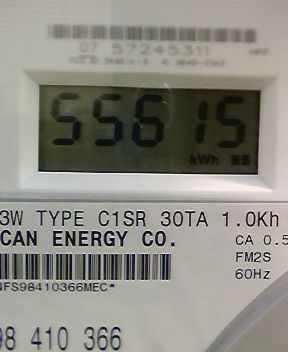 07 57245311
55615
kWh
3W TYPE C1SR 30TA 1.0Kh
CAN ENERGY CO.
CA 0.5
FM2S
60Hz
NFS98410366MEC*
98 410 366